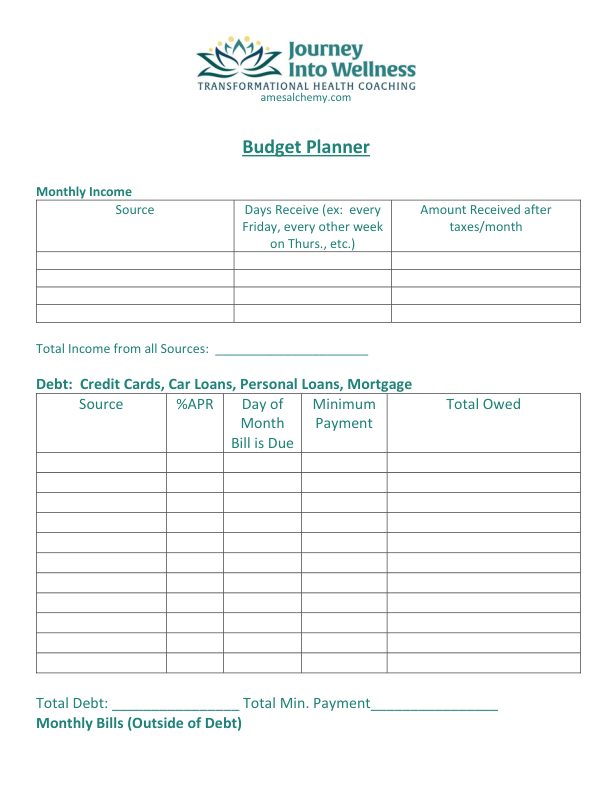 Journey
Into Wellness
TRANSFORMATIONAL HEALTH COACHING
amesalchemy.com
Budget Planner
Monthly Income
Source
Days Receive (ex:  every
Friday, every other week
on Thurs., etc.)
Amount Received after
taxes/month
Total Income from all Sources:  ______________________
Debt:  Credit Cards, Car Loans, Personal Loans, Mortgage
Source
%APR
Day of
Month
Bill is Due
Minimum
Payment
Total Owed
Total Debt: ________________ Total Min. Payment________________
Monthly Bills (Outside of Debt)